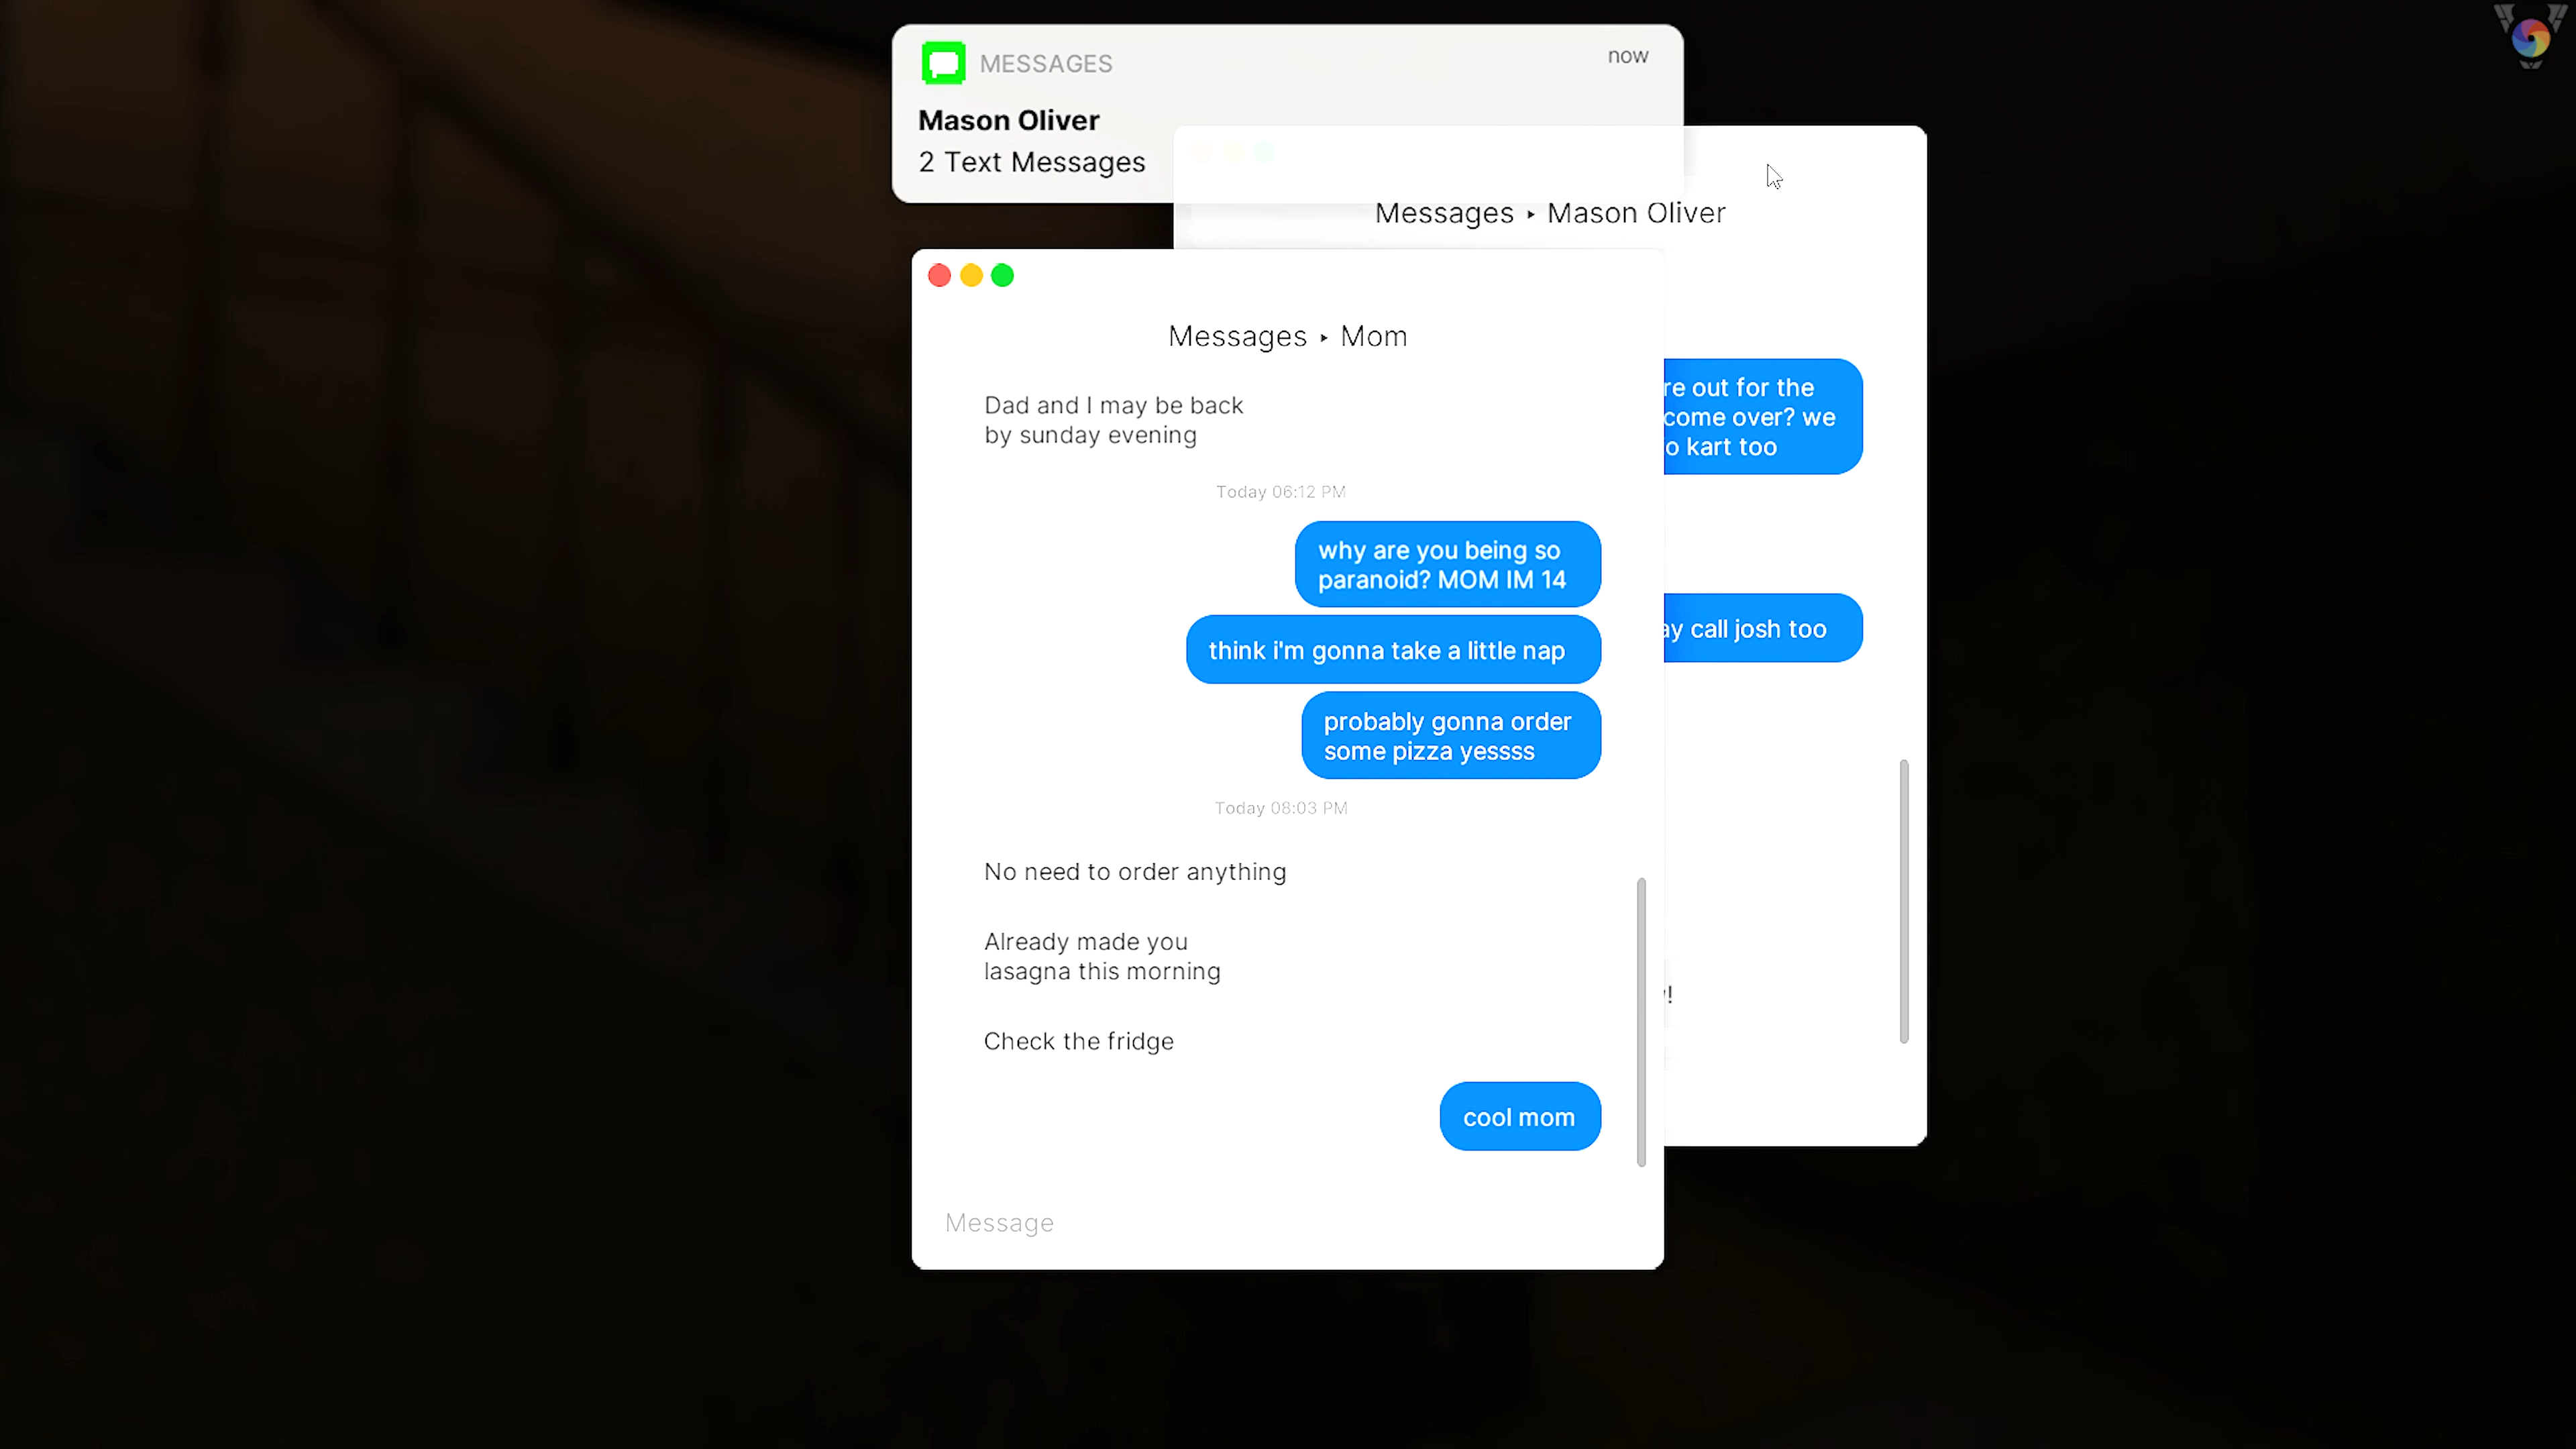 MESSAGES
now
Mason Oliver
2 Text Messages
Messages ▸ Mason Oliver
out for the
come over? we
kart too
call josh too
Messages ▸ Mom
Dad and I may be back
by sunday evening
Today 06:12 PM
why are you being so
paranoid? MOM IM 14
think i'm gonna take a little nap
probably gonna order
some pizza yessss
Today 08:03 PM
No need to order anything
Already made you
lasagna this morning
Check the fridge
cool mom
Message